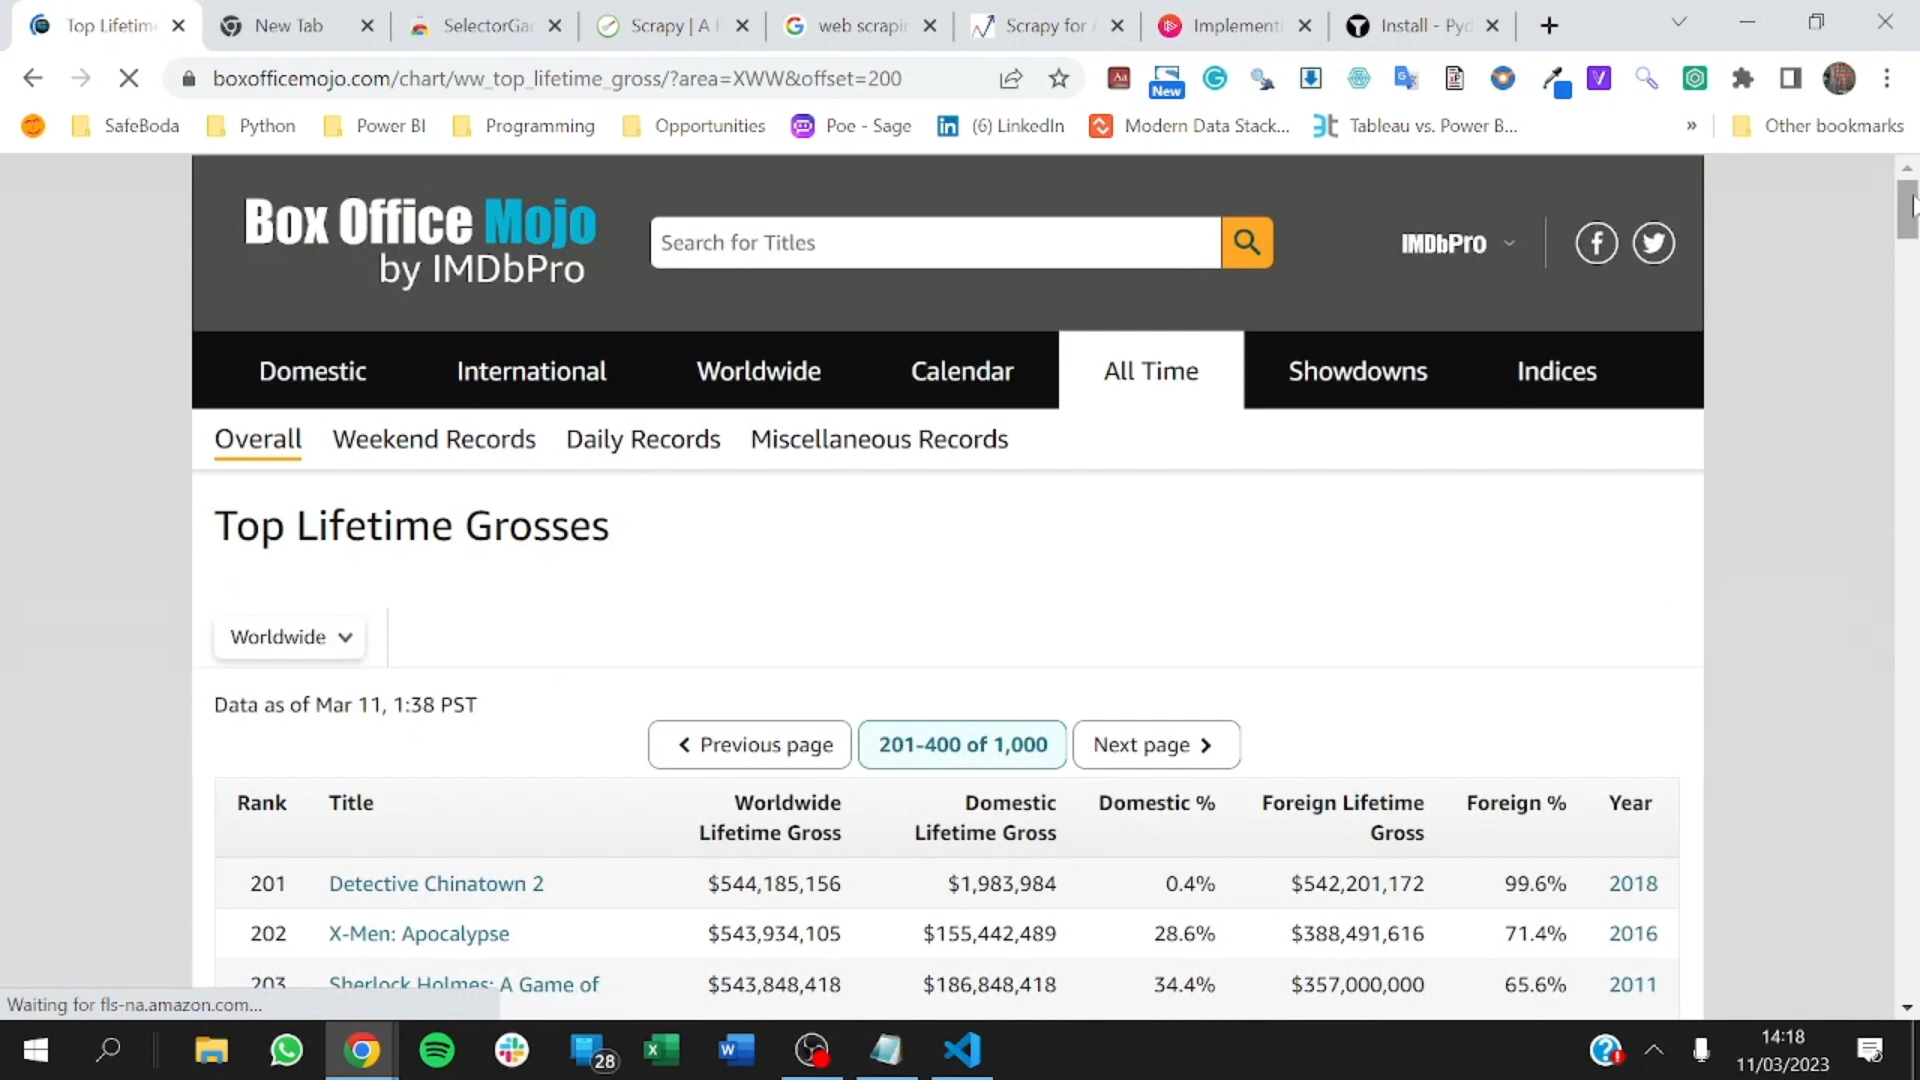 Top Lifetime
New Tab
SelectorGad
Scrapy | A f
web scrapin
Scrapy for A
Implementi
Install - Pyd
boxofficemojo.com/chart/ww_top_lifetime_gross/?area=XWW&offset=200
New
SafeBoda
Python
Power BI
Programming
Opportunities
Poe - Sage
(6) LinkedIn
Modern Data Stack...
Tableau vs. Power B...
»
Other bookmarks
Box Office Mojo
by IMDbPro
Search for Titles
IMDbPro
Domestic International Worldwide Calendar All Time Showdowns Indices
Overall Weekend Records Daily Records Miscellaneous Records
Top Lifetime Grosses
Worldwide
Data as of Mar 11, 1:38 PST
Previous page
201-400 of 1,000
Next page
Rank Title Worldwide Lifetime Gross Domestic Lifetime Gross Domestic % Foreign Lifetime Gross Foreign % Year
201 Detective Chinatown 2 $544,185,156 $1,983,984 0.4% $542,201,172 99.6% 2018
202 X-Men: Apocalypse $543,934,105 $155,442,489 28.6% $388,491,616 71.4% 2016
203 Sherlock Holmes: A Game of $543,848,418 $186,848,418 34.4% $357,000,000 65.6% 2011
Waiting for fls-na.amazon.com...
28
14:18
11/03/2023